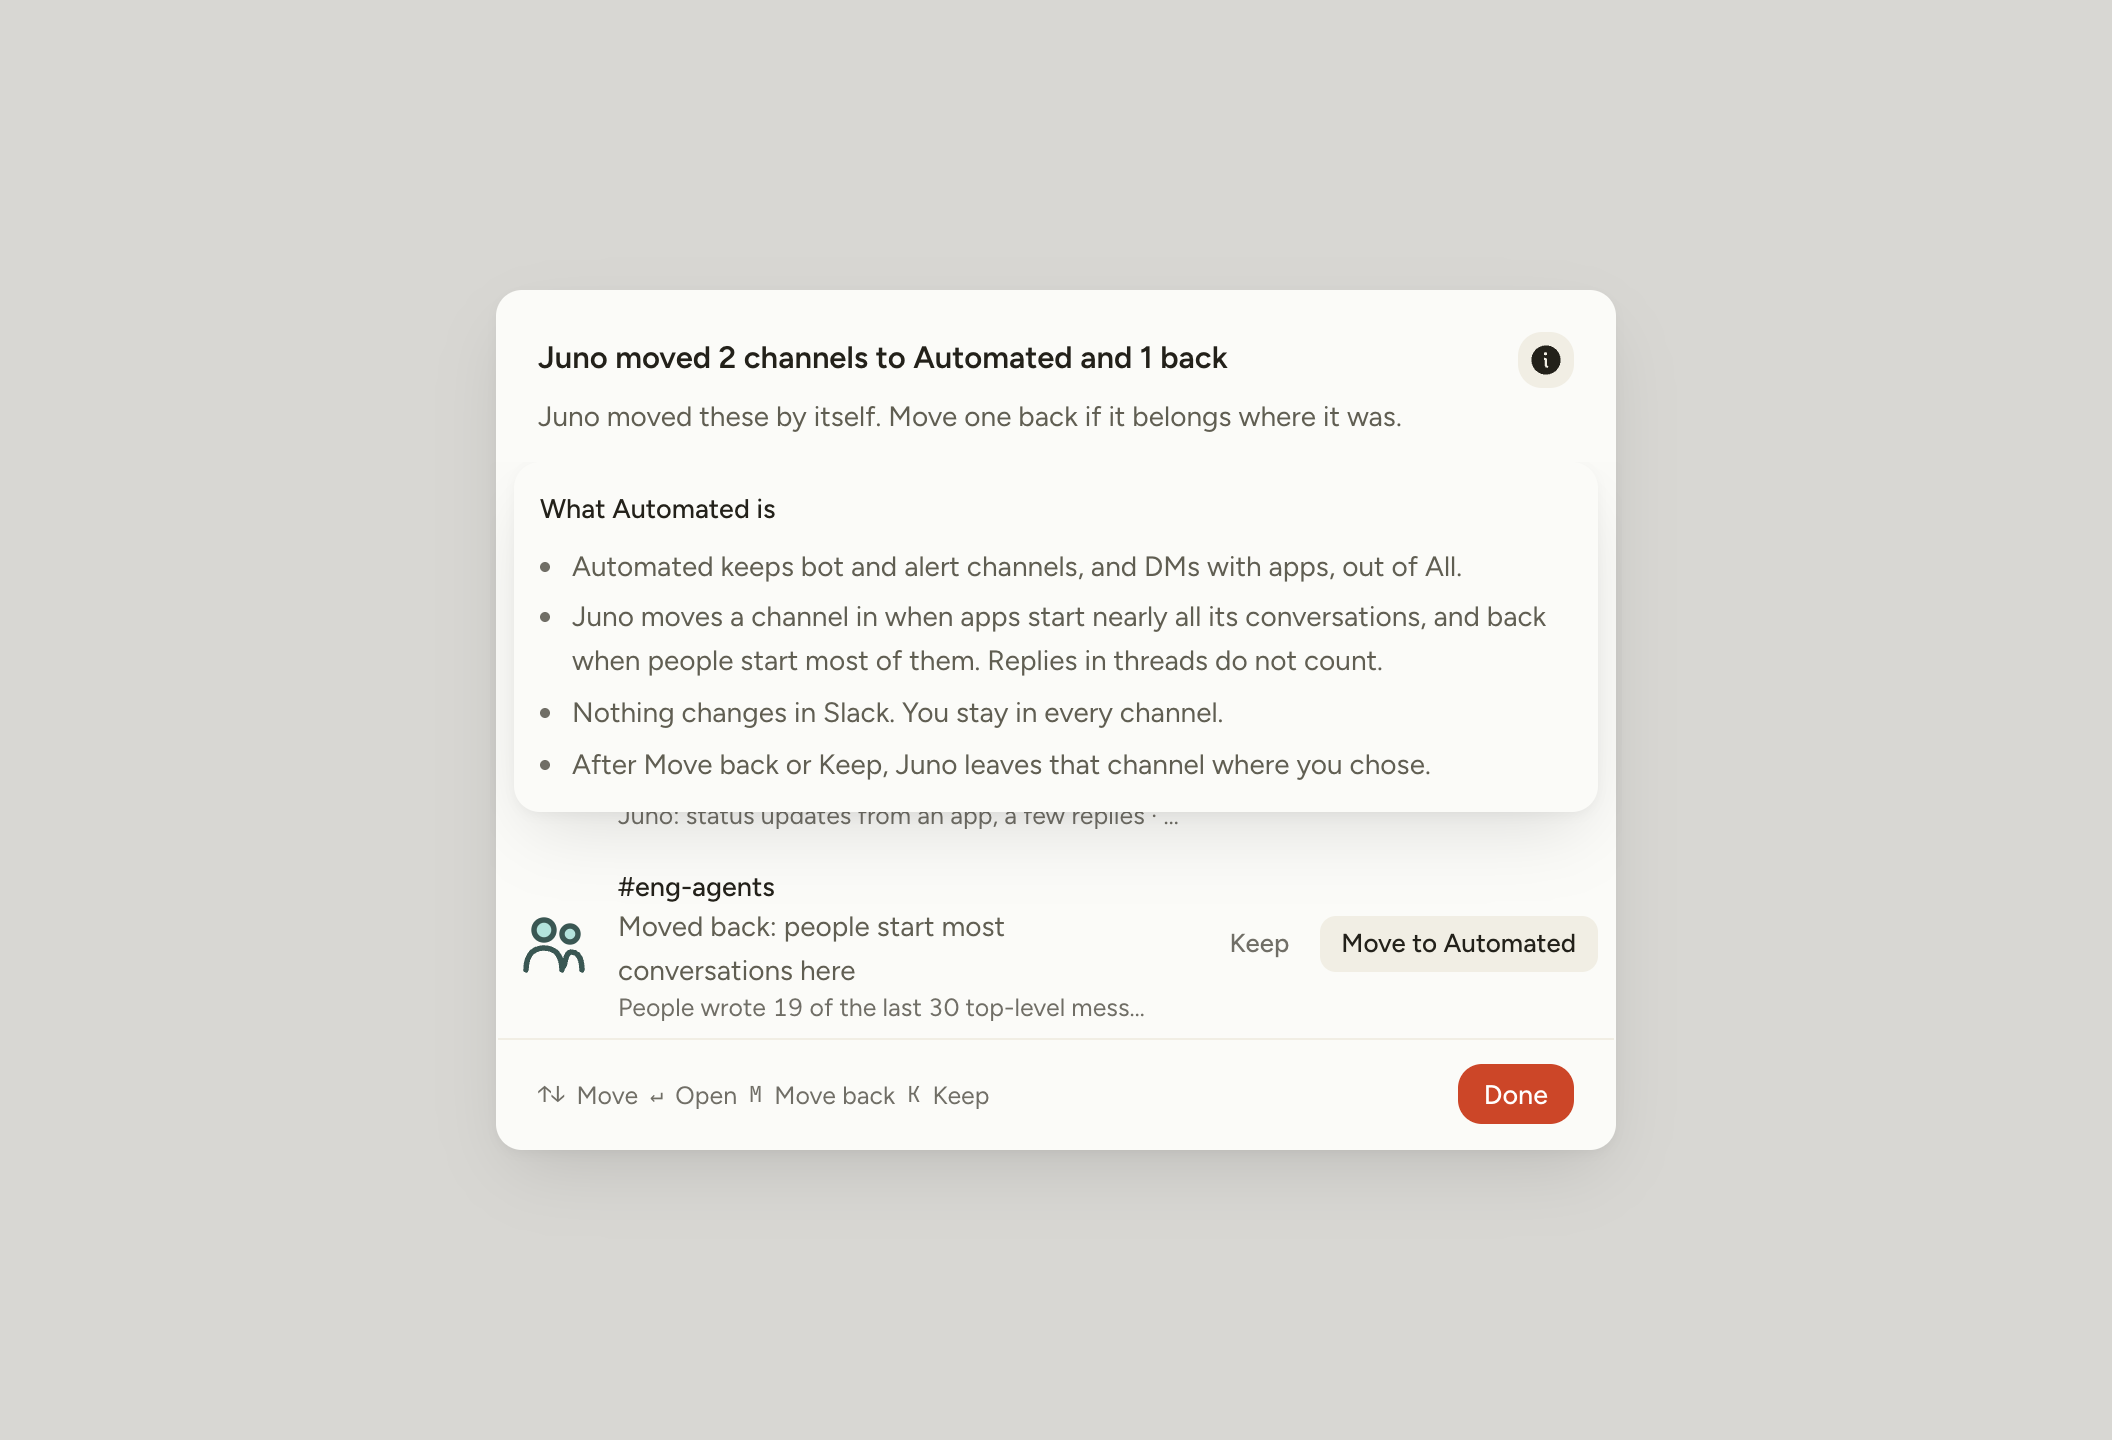 Juno moved 2 channels to Automated and 1 back
Juno moved these by itself. Move one back if it belongs where it was.
What Automated is
• Automated keeps bot and alert channels, and DMs with apps, out of All.
• Juno moves a channel in when apps start nearly all its conversations, and back
when people start most of them. Replies in threads do not count.
• Nothing changes in Slack. You stay in every channel.
• After Move back or Keep, Juno leaves that channel where you chose.
Juno: status updates from an app, a few replies · ...
#eng-agents
Moved back: people start most
conversations here
People wrote 19 of the last 30 top-level mess...
Keep
Move to Automated
↑↓ Move ↵ Open M Move back K Keep
Done